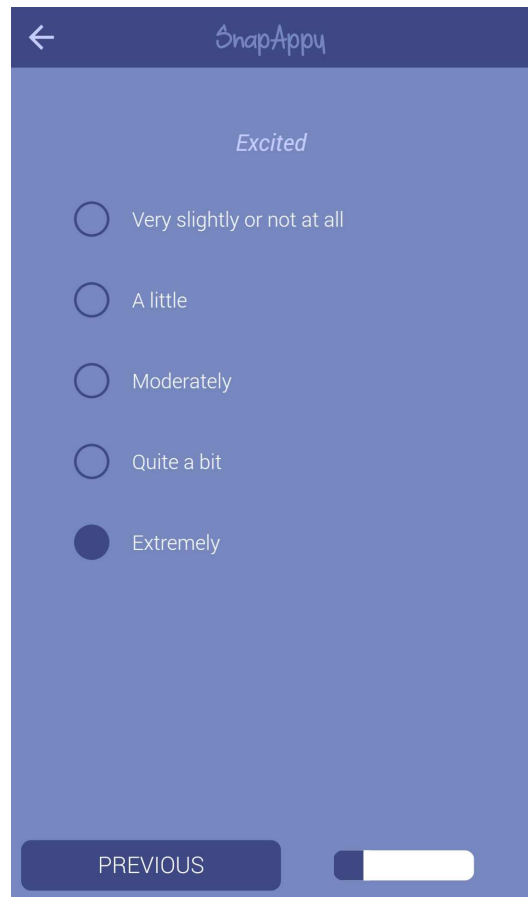 SnapAppy
Excited
Very slightly or not at all
A little
Moderately
Quite a bit
Extremely
PREVIOUS